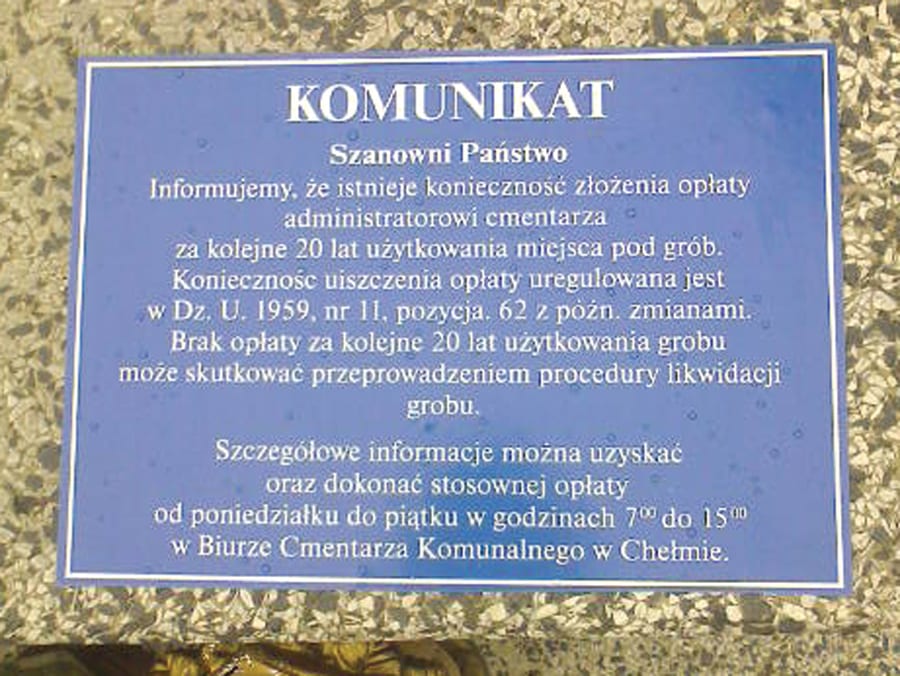 KOMUNIKAT
Szanowni Państwo
Informujemy, że istnieje konieczność złożenia opłaty
administratorowi cmentarza
za kolejne 20 lat użytkowania miejsca pod grób.
Koniecznośc uiszczenia opłaty uregulowana jest
w Dz. U. 1959, nr 11, pozycja. 62 z późn. zmianami.
Brak opłaty za kolejne 20 lat użytkowania grobu
może skutkować przeprowadzeniem procedury likwidacji
grobu.
Szczegółowe informacje można uzyskać
oraz dokonać stosownej opłaty
od poniedziałku do piątku w godzinach 7⁰⁰ do 15⁰⁰
w Biurze Cmentarza Komunalnego w Chełmie.